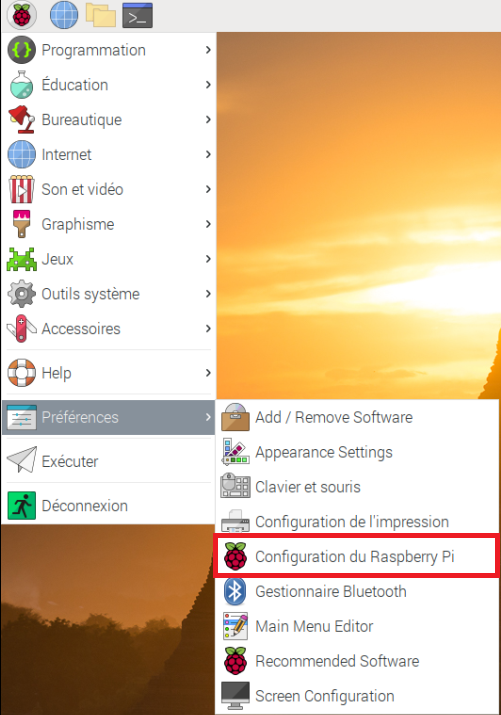 Programmation
Éducation
Bureautique
Internet
Son et vidéo
Graphisme
Jeux
Outils système
Accessoires
Help
Préférences
Exécuter
Déconnexion
Add / Remove Software
Appearance Settings
Clavier et souris
Configuration de l'impression
Configuration du Raspberry Pi
Gestionnaire Bluetooth
Main Menu Editor
Recommended Software
Screen Configuration